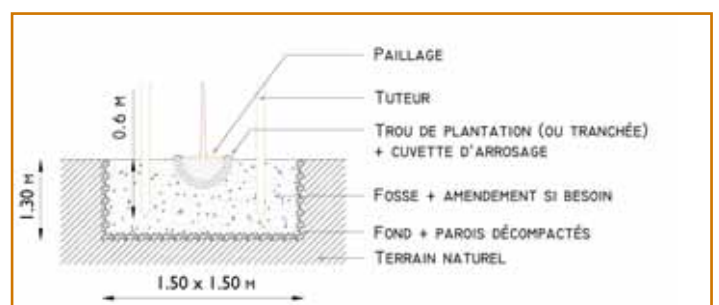 PAILLAGE
TUTEUR
TROU DE PLANTATION (OU TRANCHÉE)
+ CUVETTE D'ARROSAGE
FOSSE + AMENDEMENT SI BESOIN
FOND + PAROIS DÉCOMPACTÉS
TERRAIN NATUREL
0.6 M
1.30 M
1.50 x 1.50 M